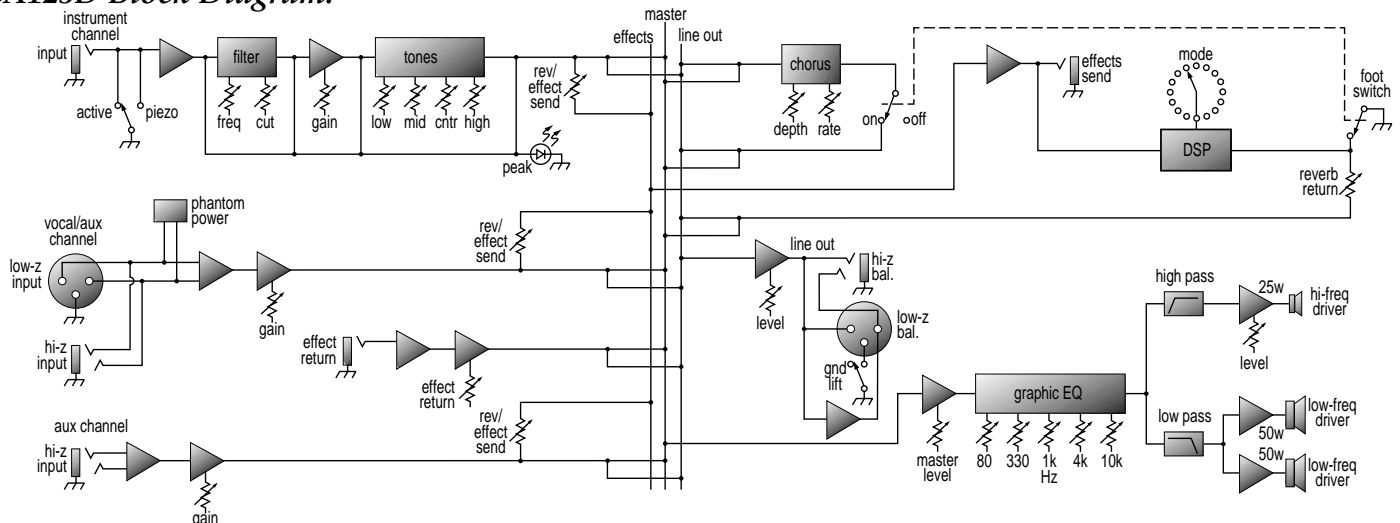 A125D Block Diagram:
instrument
channel
input
active
piezo
filter
freq
cut
gain
tones
low
mid
cntr
high
rev/
effect
send
peak
effects
master
line out
chorus
depth
rate
on
off
effects
send
mode
DSP
foot
switch
reverb
return
vocal/aux
channel
phantom
power
low-z
input
hi-z
input
gain
rev/
effect
send
effect
return
effect
return
aux channel
hi-z
input
gain
rev/
effect
send
line out
level
hi-z
bal.
low-z
bal.
gnd
lift
master
level
graphic EQ
80
330
1k
Hz
4k
10k
high pass
25w
hi-freq
driver
level
low pass
50w
low-freq
driver
50w
low-freq
driver